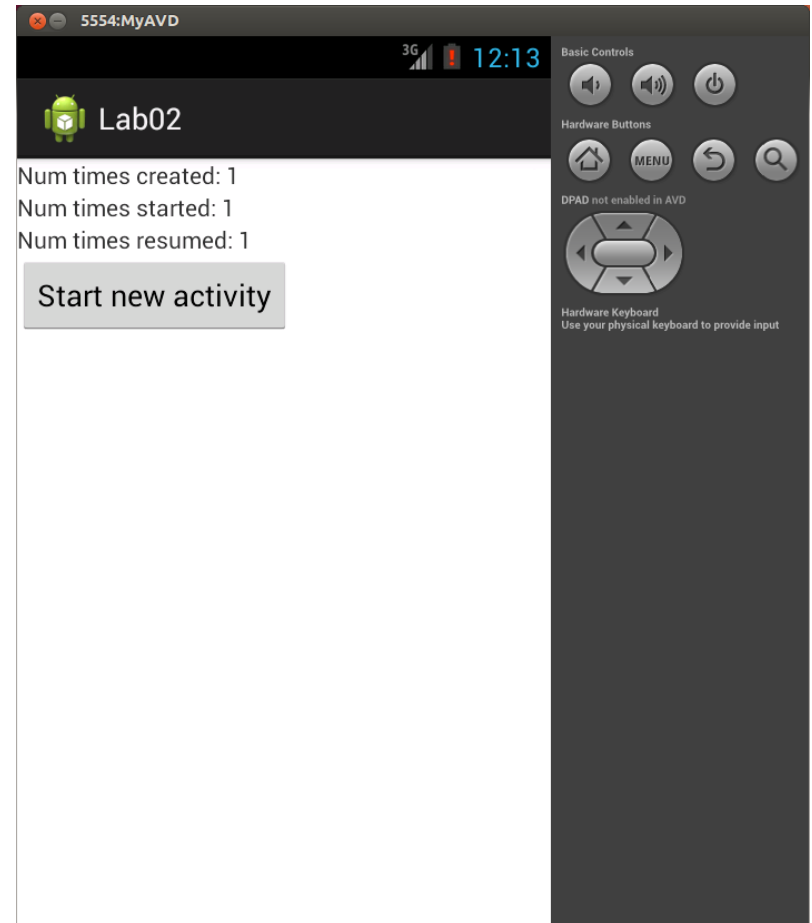 5554:MyAVD
3G 12:13
Lab02
Num times created: 1
Num times started: 1
Num times resumed: 1
Start new activity
Basic Controls
Hardware Buttons
MENU
DPAD not enabled in AVD
Hardware Keyboard
Use your physical keyboard to provide input